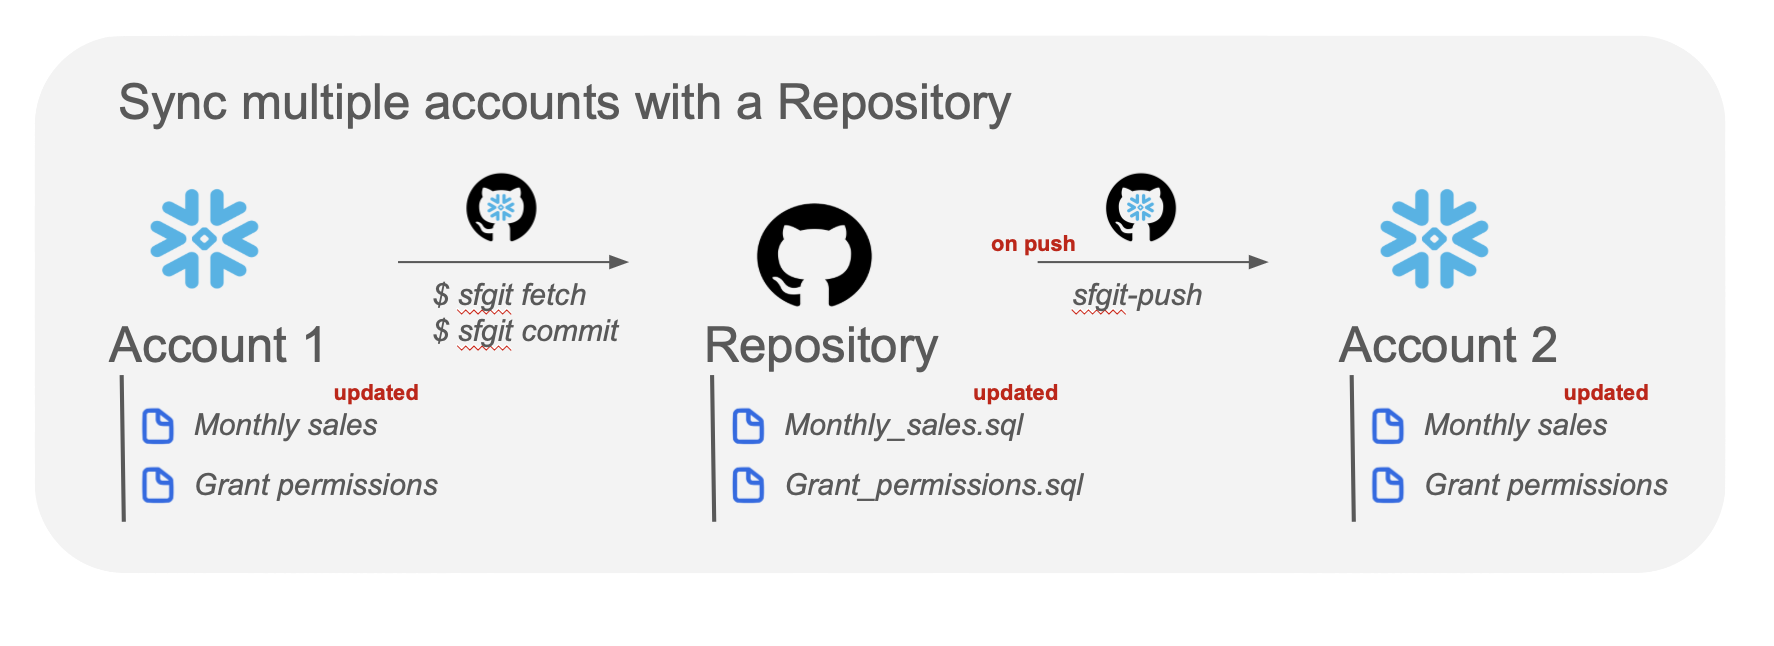 Sync multiple accounts with a Repository
on push
$ sfgit fetch
$ sfgit commit
sfgit-push
Account 1
updated
Monthly sales
Grant permissions
Repository
updated
Monthly_sales.sql
Grant_permissions.sql
Account 2
updated
Monthly sales
Grant permissions